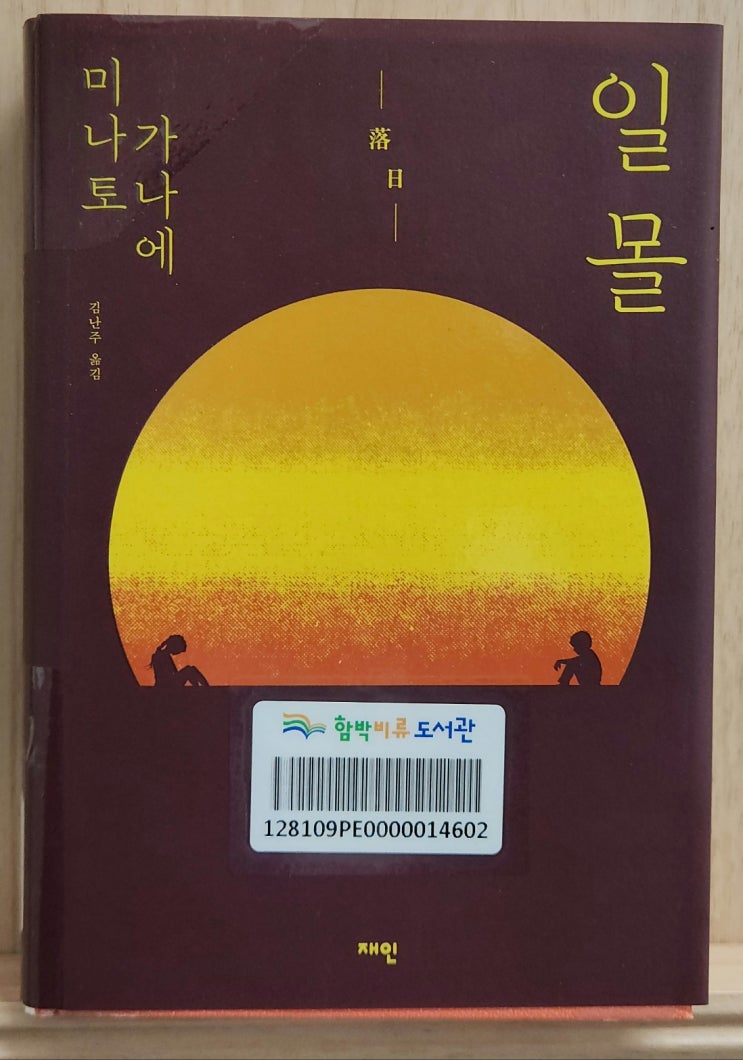 일몰
落日
미나토
가나에
김난주 옮김
함박비류도서관
128109PE0000014602
재인